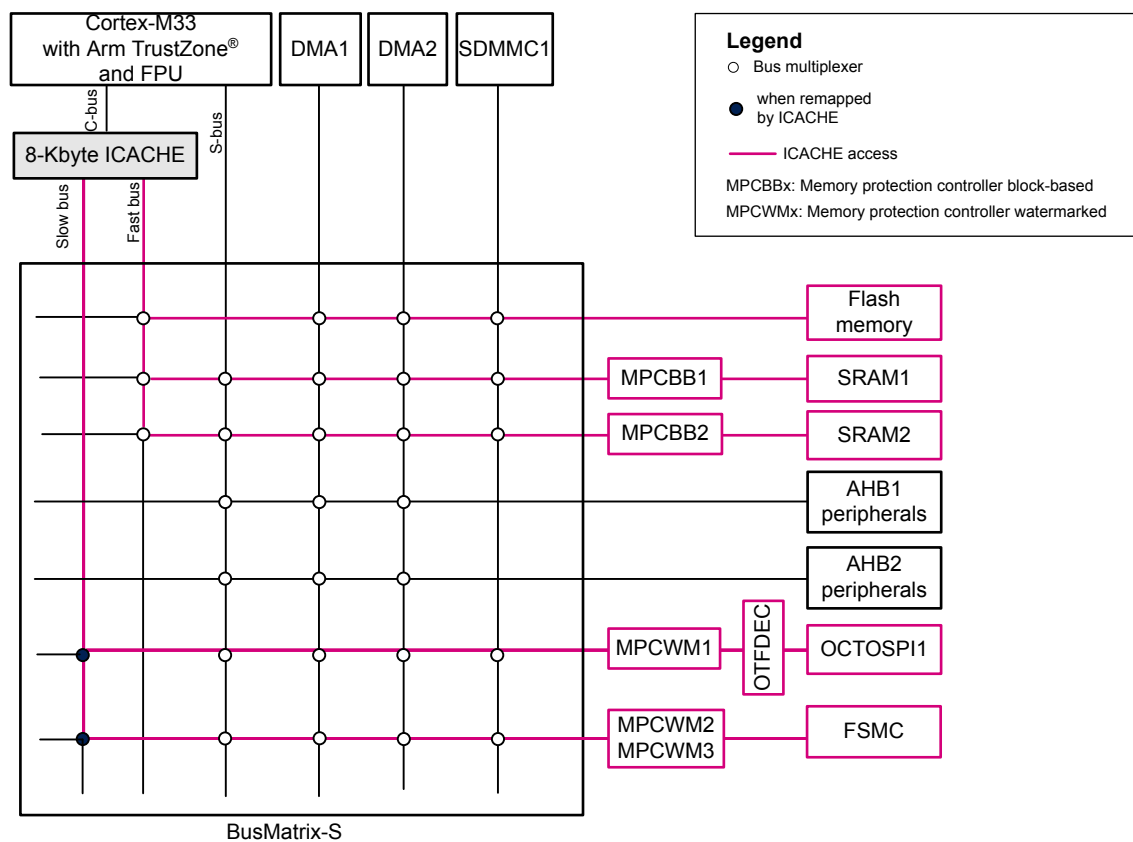 Cortex-M33
with Arm TrustZone®
and FPU
DMA1
DMA2
SDMMC1
C-bus
S-bus
8-Kbyte ICACHE
Slow bus
Fast bus
Legend
Bus multiplexer
when remapped
by ICACHE
ICACHE access
MPCBBx: Memory protection controller block-based
MPCWMx: Memory protection controller watermarked
Flash
memory
MPCBB1
SRAM1
MPCBB2
SRAM2
AHB1
peripherals
AHB2
peripherals
MPCWM1
OTFDEC
OCTOSPI1
MPCWM2
MPCWM3
FSMC
BusMatrix-S